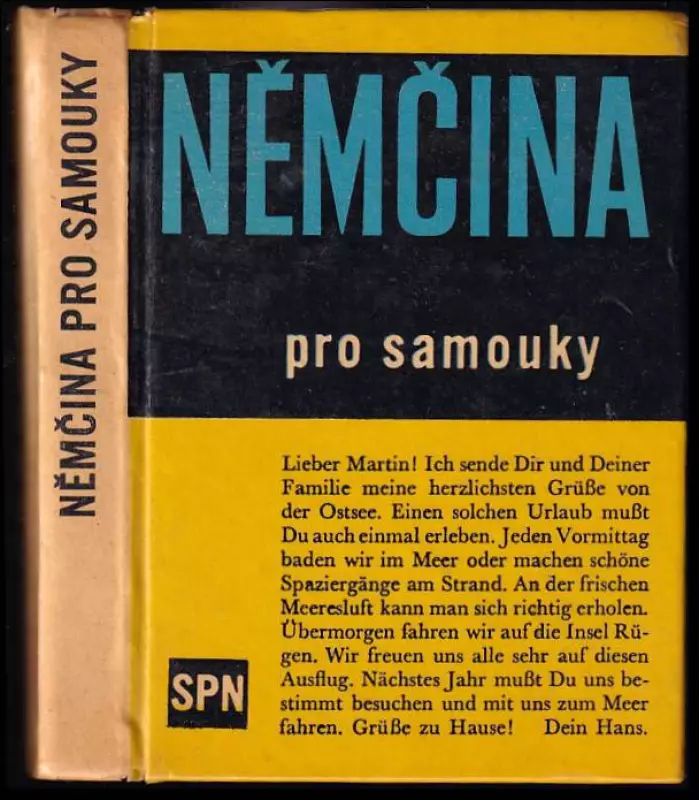 NĚMČINA PRO SAMOUKY
NĚMČINA
pro samouky
Lieber Martin! Ich sende Dir und Deiner
Familie meine herzlichsten Grüße von
der Ostsee. Einen solchen Urlaub mußt
Du auch einmal erleben. Jeden Vormittag
baden wir im Meer oder machen schöne
Spaziergänge am Strand. An der frischen
Meeresluft kann man sich richtig erholen.
Übermorgen fahren wir auf die Insel Rü-
gen. Wir freuen uns alle sehr auf diesen
Ausflug. Nächstes Jahr mußt Du uns be-
stimmt besuchen und mit uns zum Meer
fahren. Grüße zu Hause! Dein Hans.
SPN